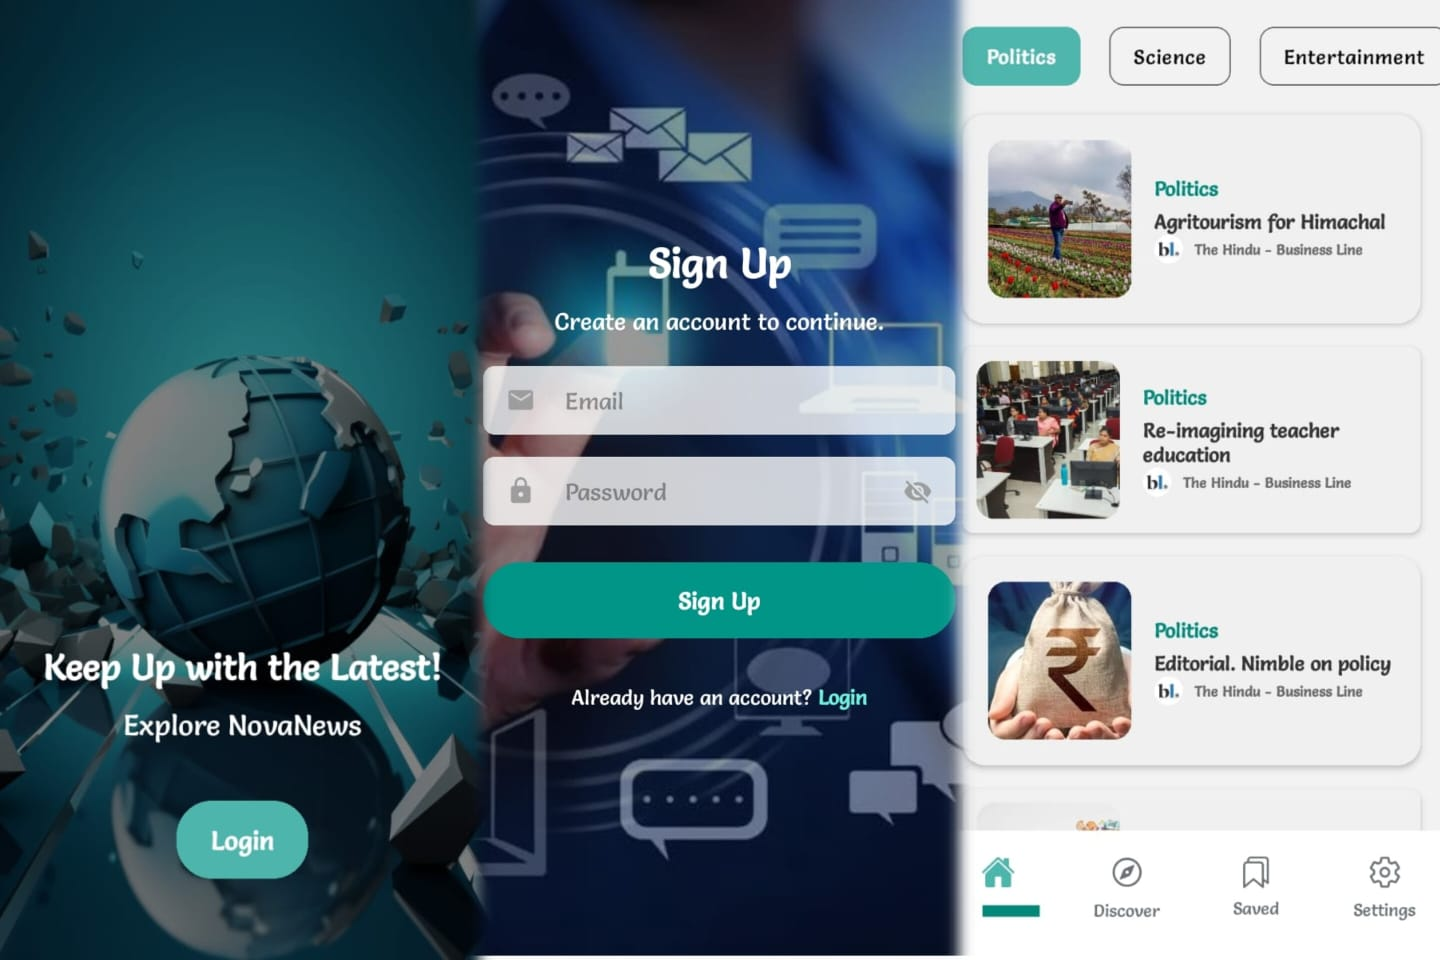 Keep Up with the Latest!
Explore NovaNews
Login
Sign Up
Create an account to continue.
Email
Password
Sign Up
Already have an account? Login
Politics
Science
Entertainment
Politics
Agritourism for Himachal
bl. The Hindu - Business Line
Politics
Re-imagining teacher
education
bl. The Hindu - Business Line
Politics
Editorial. Nimble on policy
bl. The Hindu - Business Line
Discover
Saved
Settings